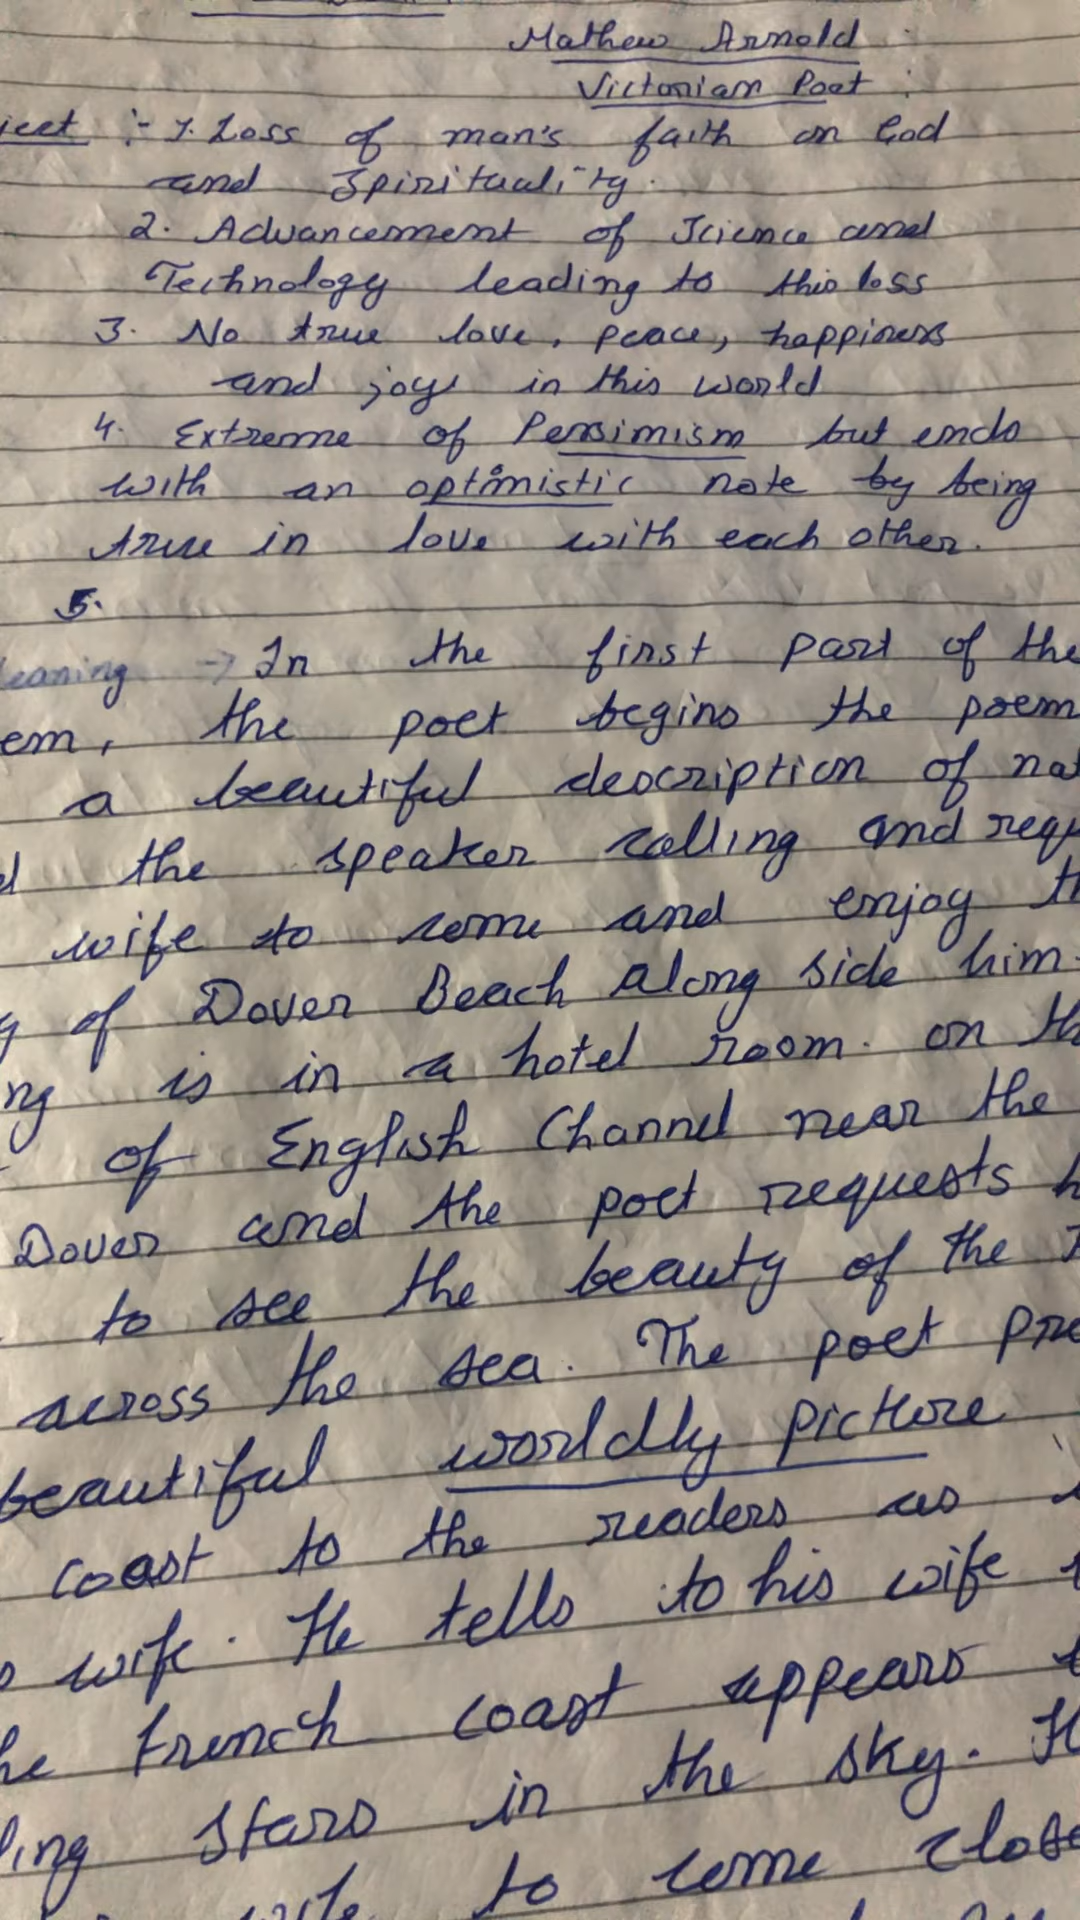 Mathew Arnold
Victorian Poet
ject :- 1. Loss of man's faith on God
and Spirituality.
2. Advancement of Science and
Technology leading to this loss
3. No true love, peace, happiness
and joys in this world
4. Extreme of Pessimism but ends
with an optimistic note by being
true in love with each other.
5.
eaning → In the first part of the
em, the poet begins the poem
a beautiful description of nat
d the speaker calling and requ
wife to come and enjoy th
g of Dover Beach along side him.
ng is in a hotel room. on th
of English Channel near the
Dover and the poet requests h
to see the beauty of the
across the sea. The poet pre
beautiful worldly picture
coast to the readers as
wife. He tells to his wife t
he French coast appears t
ling stars in the sky. H
wife to come close